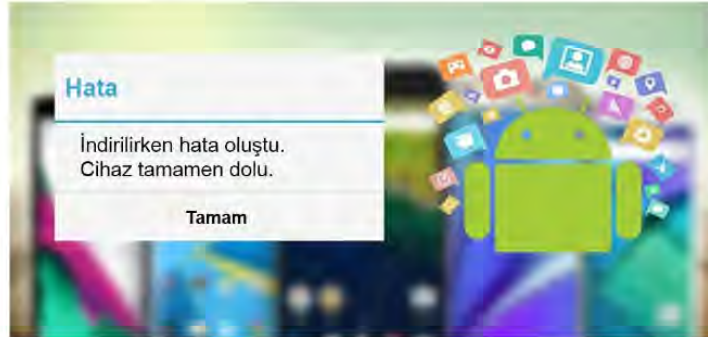 Hata
İndirilirken hata oluştu.
Cihaz tamamen dolu.
Tamam